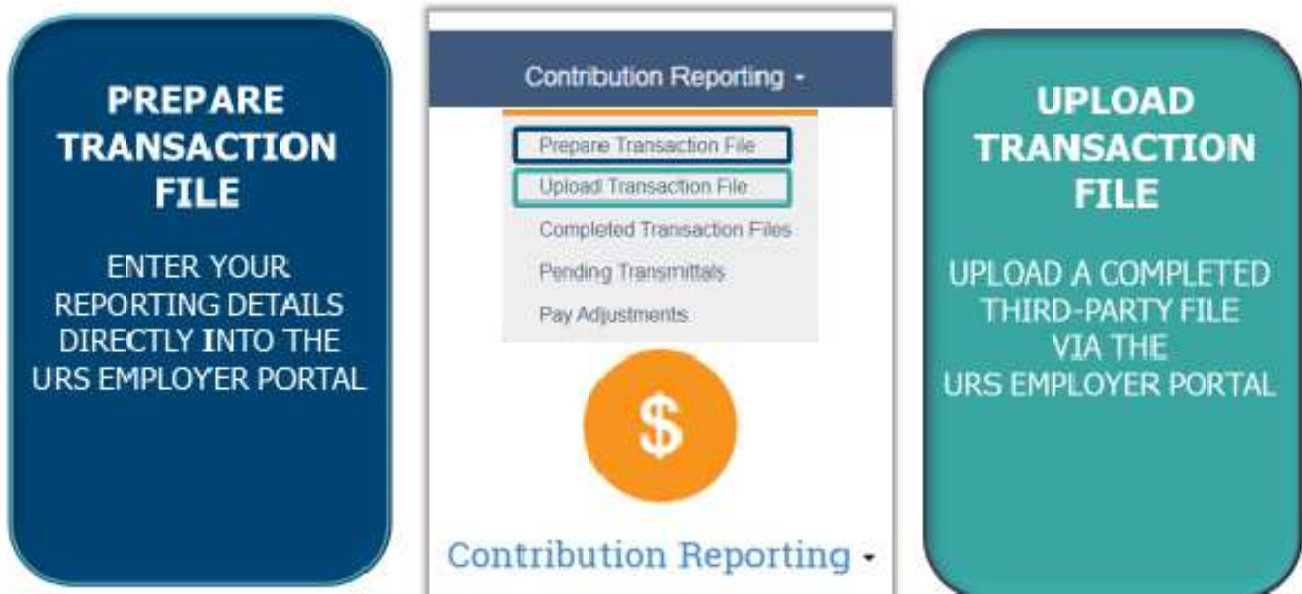 PREPARE
TRANSACTION
FILE
ENTER YOUR
REPORTING DETAILS
DIRECTLY INTO THE
URS EMPLOYER PORTAL
Contribution Reporting
Prepare Transaction File
Upload Transaction File
Completed Transaction Files
Pending Transmittals
Pay Adjustments
$
Contribution Reporting
UPLOAD
TRANSACTION
FILE
UPLOAD A COMPLETED
THIRD-PARTY FILE
VIA THE
URS EMPLOYER PORTAL